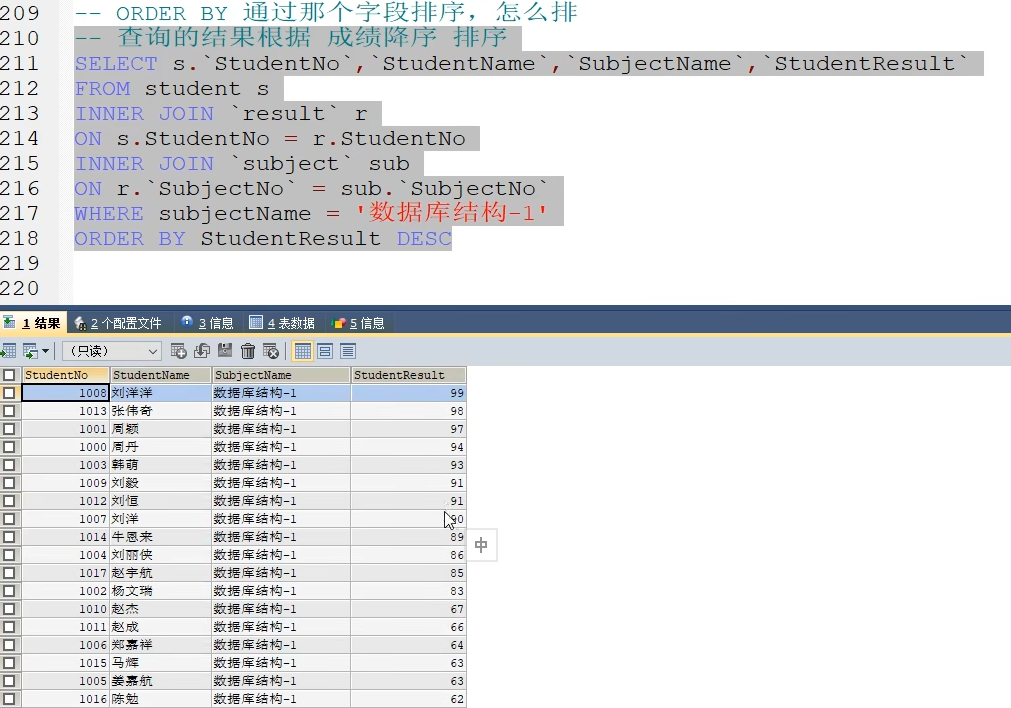 209 -- ORDER BY 通过那个字段排序，怎么排
210 -- 查询的结果根据 成绩降序 排序
211 SELECT s.`StudentNo`,`StudentName`,`SubjectName`,`StudentResult`
212 FROM student s
213 INNER JOIN `result` r
214 ON s.StudentNo = r.StudentNo
215 INNER JOIN `subject` sub
216 ON r.`SubjectNo` = sub.`SubjectNo`
217 WHERE subjectName = '数据库结构-1'
218 ORDER BY StudentResult DESC
219
220
1 结果 2 个配置文件 3 信息 4 表数据 5 信息
（只读）
StudentNo StudentName SubjectName StudentResult
1008 刘洋洋 数据库结构-1 99
1013 张伟奇 数据库结构-1 98
1001 周颖 数据库结构-1 97
1000 周丹 数据库结构-1 94
1003 韩萌 数据库结构-1 93
1009 刘毅 数据库结构-1 91
1012 刘恒 数据库结构-1 91
1007 刘洋 数据库结构-1 90
1014 牛恩来 数据库结构-1 89
中
1004 刘丽侠 数据库结构-1 86
1017 赵宇航 数据库结构-1 85
1002 杨文瑞 数据库结构-1 83
1010 赵杰 数据库结构-1 67
1011 赵成 数据库结构-1 66
1006 郑嘉祥 数据库结构-1 64
1015 马辉 数据库结构-1 63
1005 姜嘉航 数据库结构-1 63
1016 陈勉 数据库结构-1 62